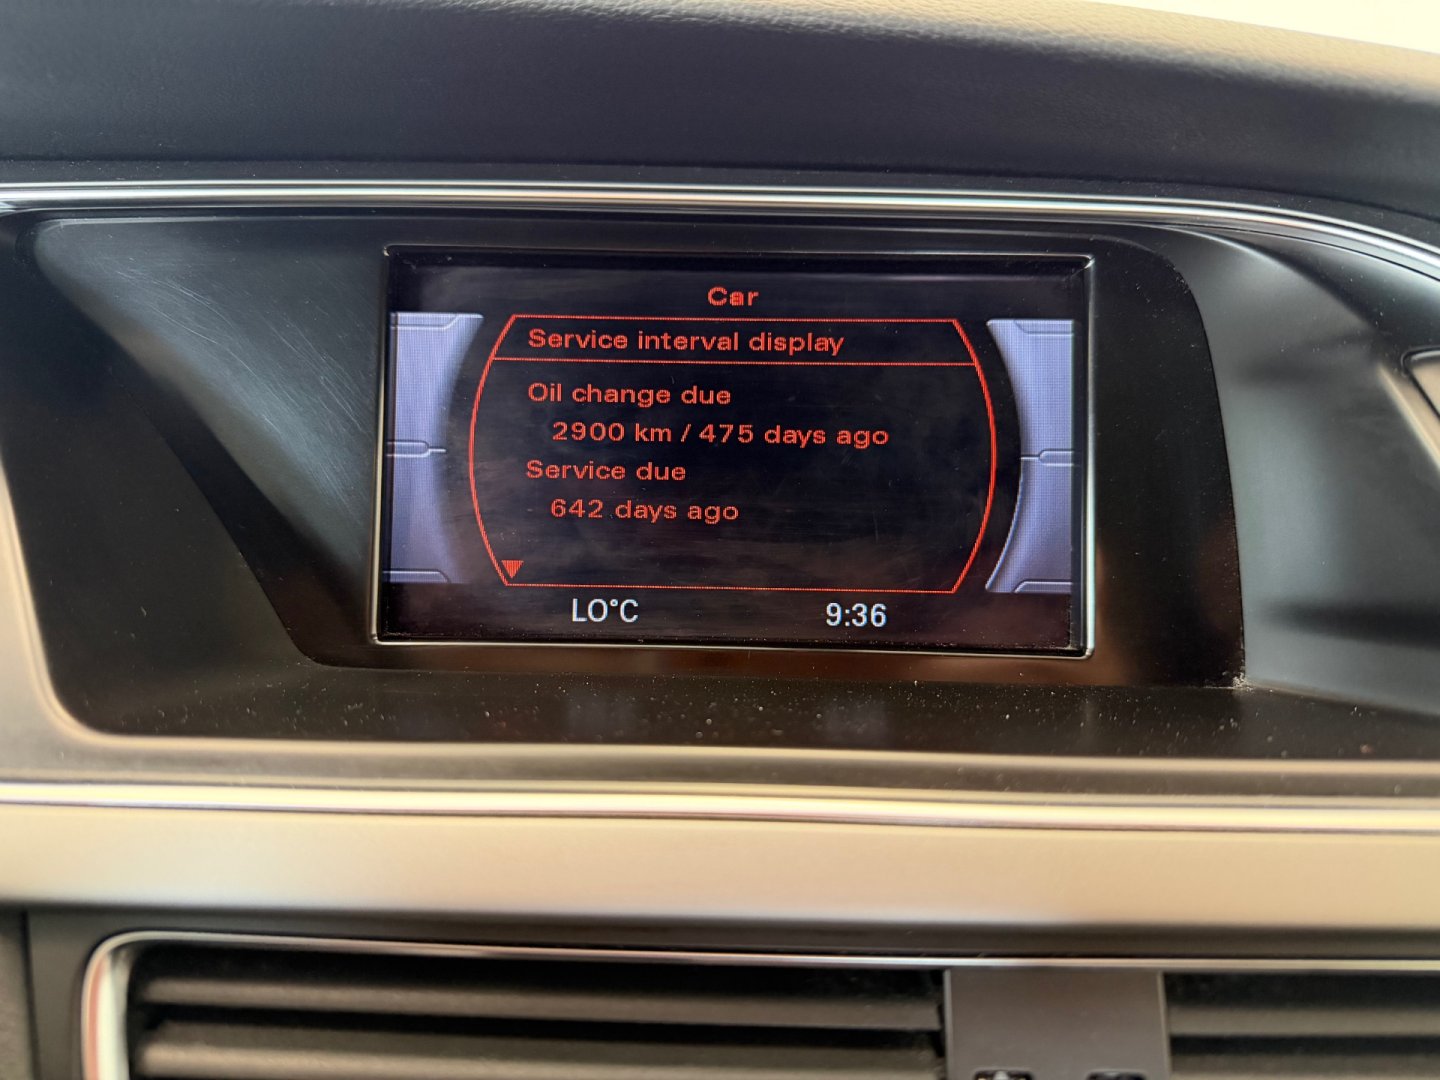 Car
Service interval display
Oil change due
2900 km / 475 days ago
Service due
642 days ago
LO°C 9:36